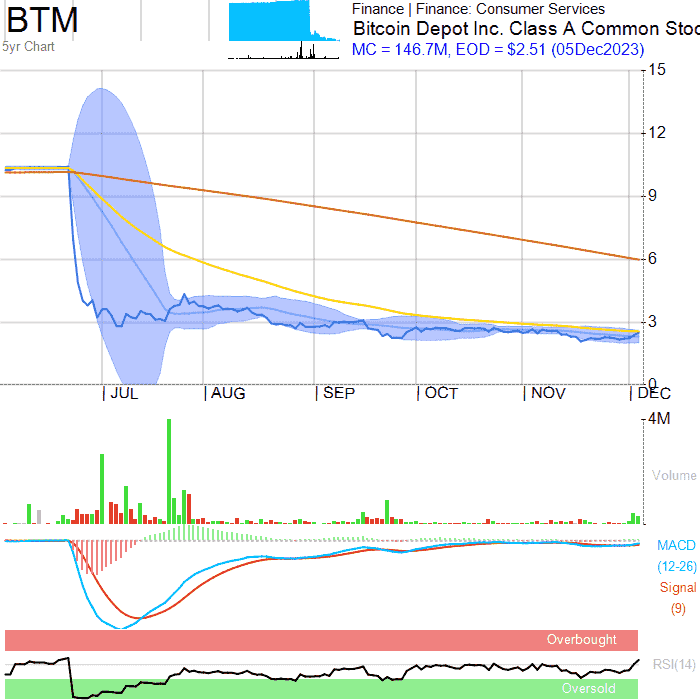 BTM
5yr Chart
Finance | Finance: Consumer Services
Bitcoin Depot Inc. Class A Common Stoc
MC = 146.7M, EOD = $2.51 (05Dec2023)
15
12
9
6
3
0
| JUL | AUG | SEP | OCT | NOV | DEC
4M
Volume
MACD
(12-26)
Signal
(9)
Overbought
RSI(14)
Oversold